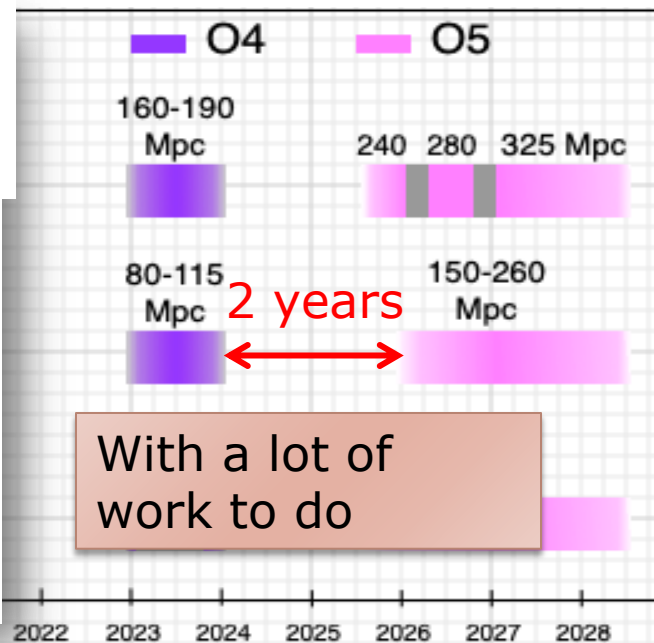 O4 O5
160-190
Mpc
240 280 325 Mpc
80-115
Mpc
2 years
150-260
Mpc
With a lot of
work to do
2022 2023 2024 2025 2026 2027 2028